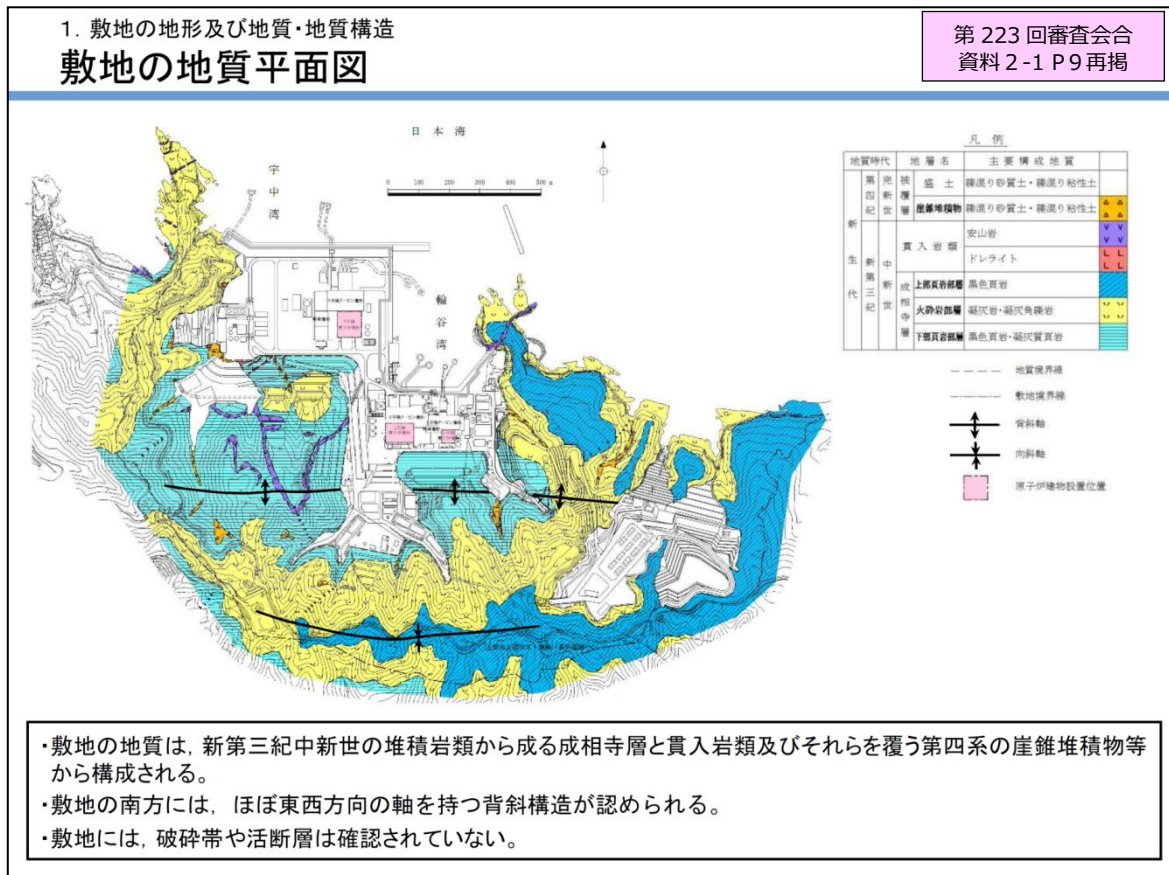 1. 敷地の地形及び地質・地質構造
敷地の地質平面図
第 223 回審査会合
資料2-1 P9再掲
日本海
宇中湾
輪谷湾
0 100 200 300 400 500 m
凡例
地質時代 地層名 主要構成地質
新生代 第四紀 完新世 被覆層 盛土 礫混り砂質土・礫混り粘性土
崖錐堆積物 礫混り砂質土・礫混り粘性土
新第三紀 中新世 貫入岩類 安山岩
ドレライト
成相寺層 上部頁岩部層 黒色頁岩
火砕岩部層 凝灰岩・凝灰角礫岩
下部頁岩部層 黒色頁岩・凝灰質頁岩
地質境界線
敷地境界線
背斜軸
向斜軸
原子炉建物設置位置
・敷地の地質は,新第三紀中新世の堆積岩類から成る成相寺層と貫入岩類及びそれらを覆う第四系の崖錐堆積物等
から構成される。
・敷地の南方には,ほぼ東西方向の軸を持つ背斜構造が認められる。
・敷地には,破砕帯や活断層は確認されていない。